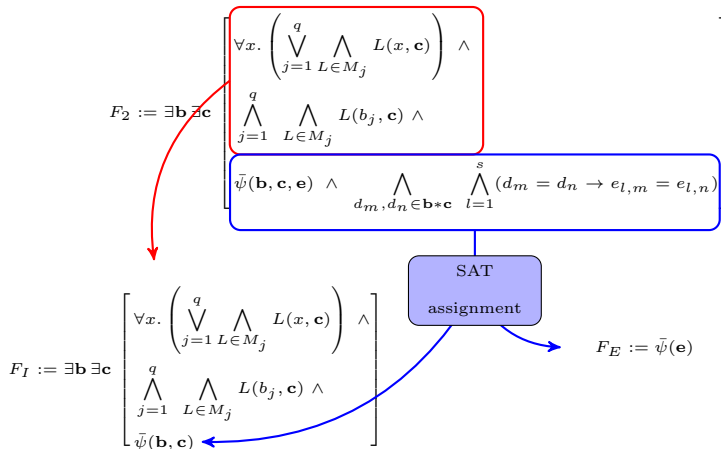 ∀x. (⋁_{j=1}^{q} ⋀_{L∈M_j} L(x, 𝐜)) ∧
F_2 := ∃𝐛 ∃𝐜 [ ⋀_{j=1}^{q} ⋀_{L∈M_j} L(b_j, 𝐜) ∧ ]
ψ̄(𝐛, 𝐜, 𝐞) ∧ ⋀_{d_m,d_n∈𝐛*𝐜} ⋀_{l=1}^{s} (d_m = d_n → e_{l,m} = e_{l,n})
SAT
assignment
∀x. (⋁_{j=1}^{q} ⋀_{L∈M_j} L(x, 𝐜)) ∧
F_E := ψ̄(𝐞)
F_I := ∃𝐛 ∃𝐜 [ ⋀_{j=1}^{q} ⋀_{L∈M_j} L(b_j, 𝐜) ∧ ]
ψ̄(𝐛, 𝐜)